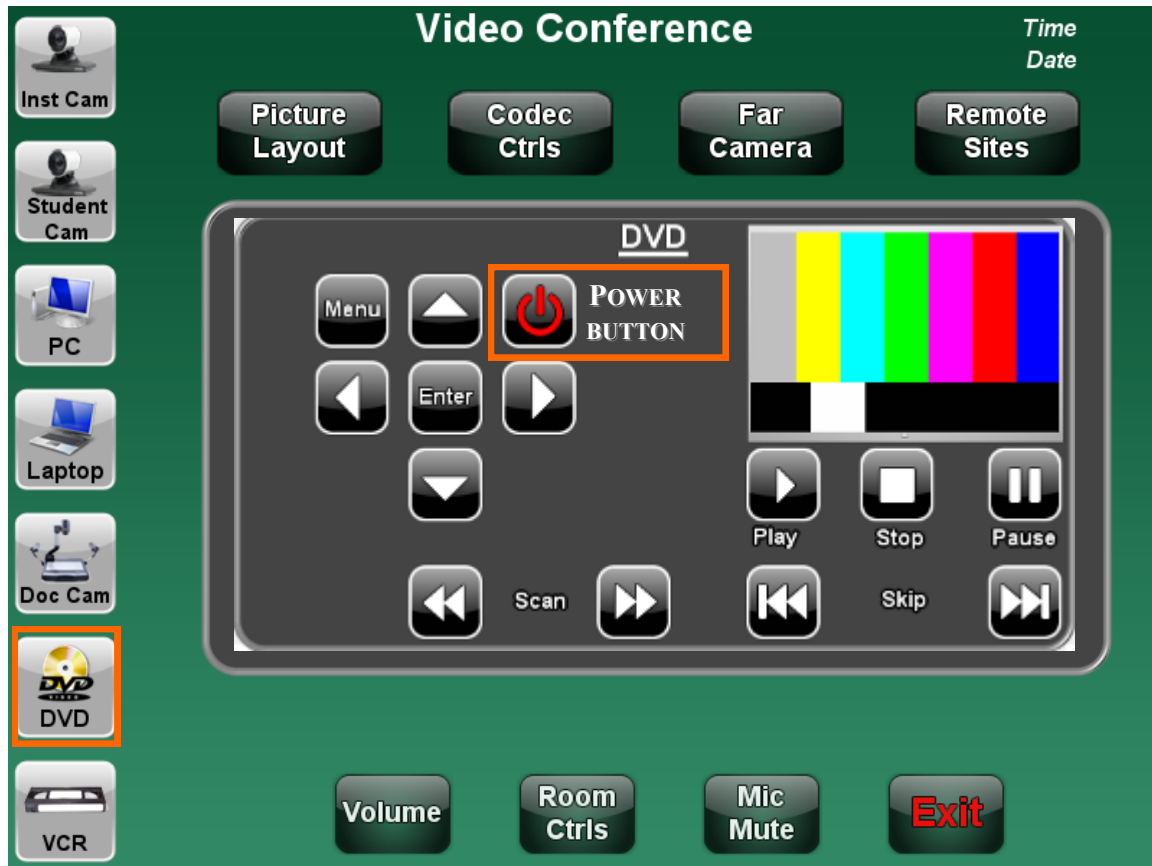 Video Conference
Time
Date
Inst Cam
Picture
Layout
Codec
Ctrls
Far
Camera
Remote
Sites
Student
Cam
PC
Laptop
Doc Cam
DVD
VIDEO
DVD
VCR
DVD
Menu
POWER
BUTTON
Enter
Play
Stop
Pause
Scan
Skip
Volume
Room
Ctrls
Mic
Mute
Exit